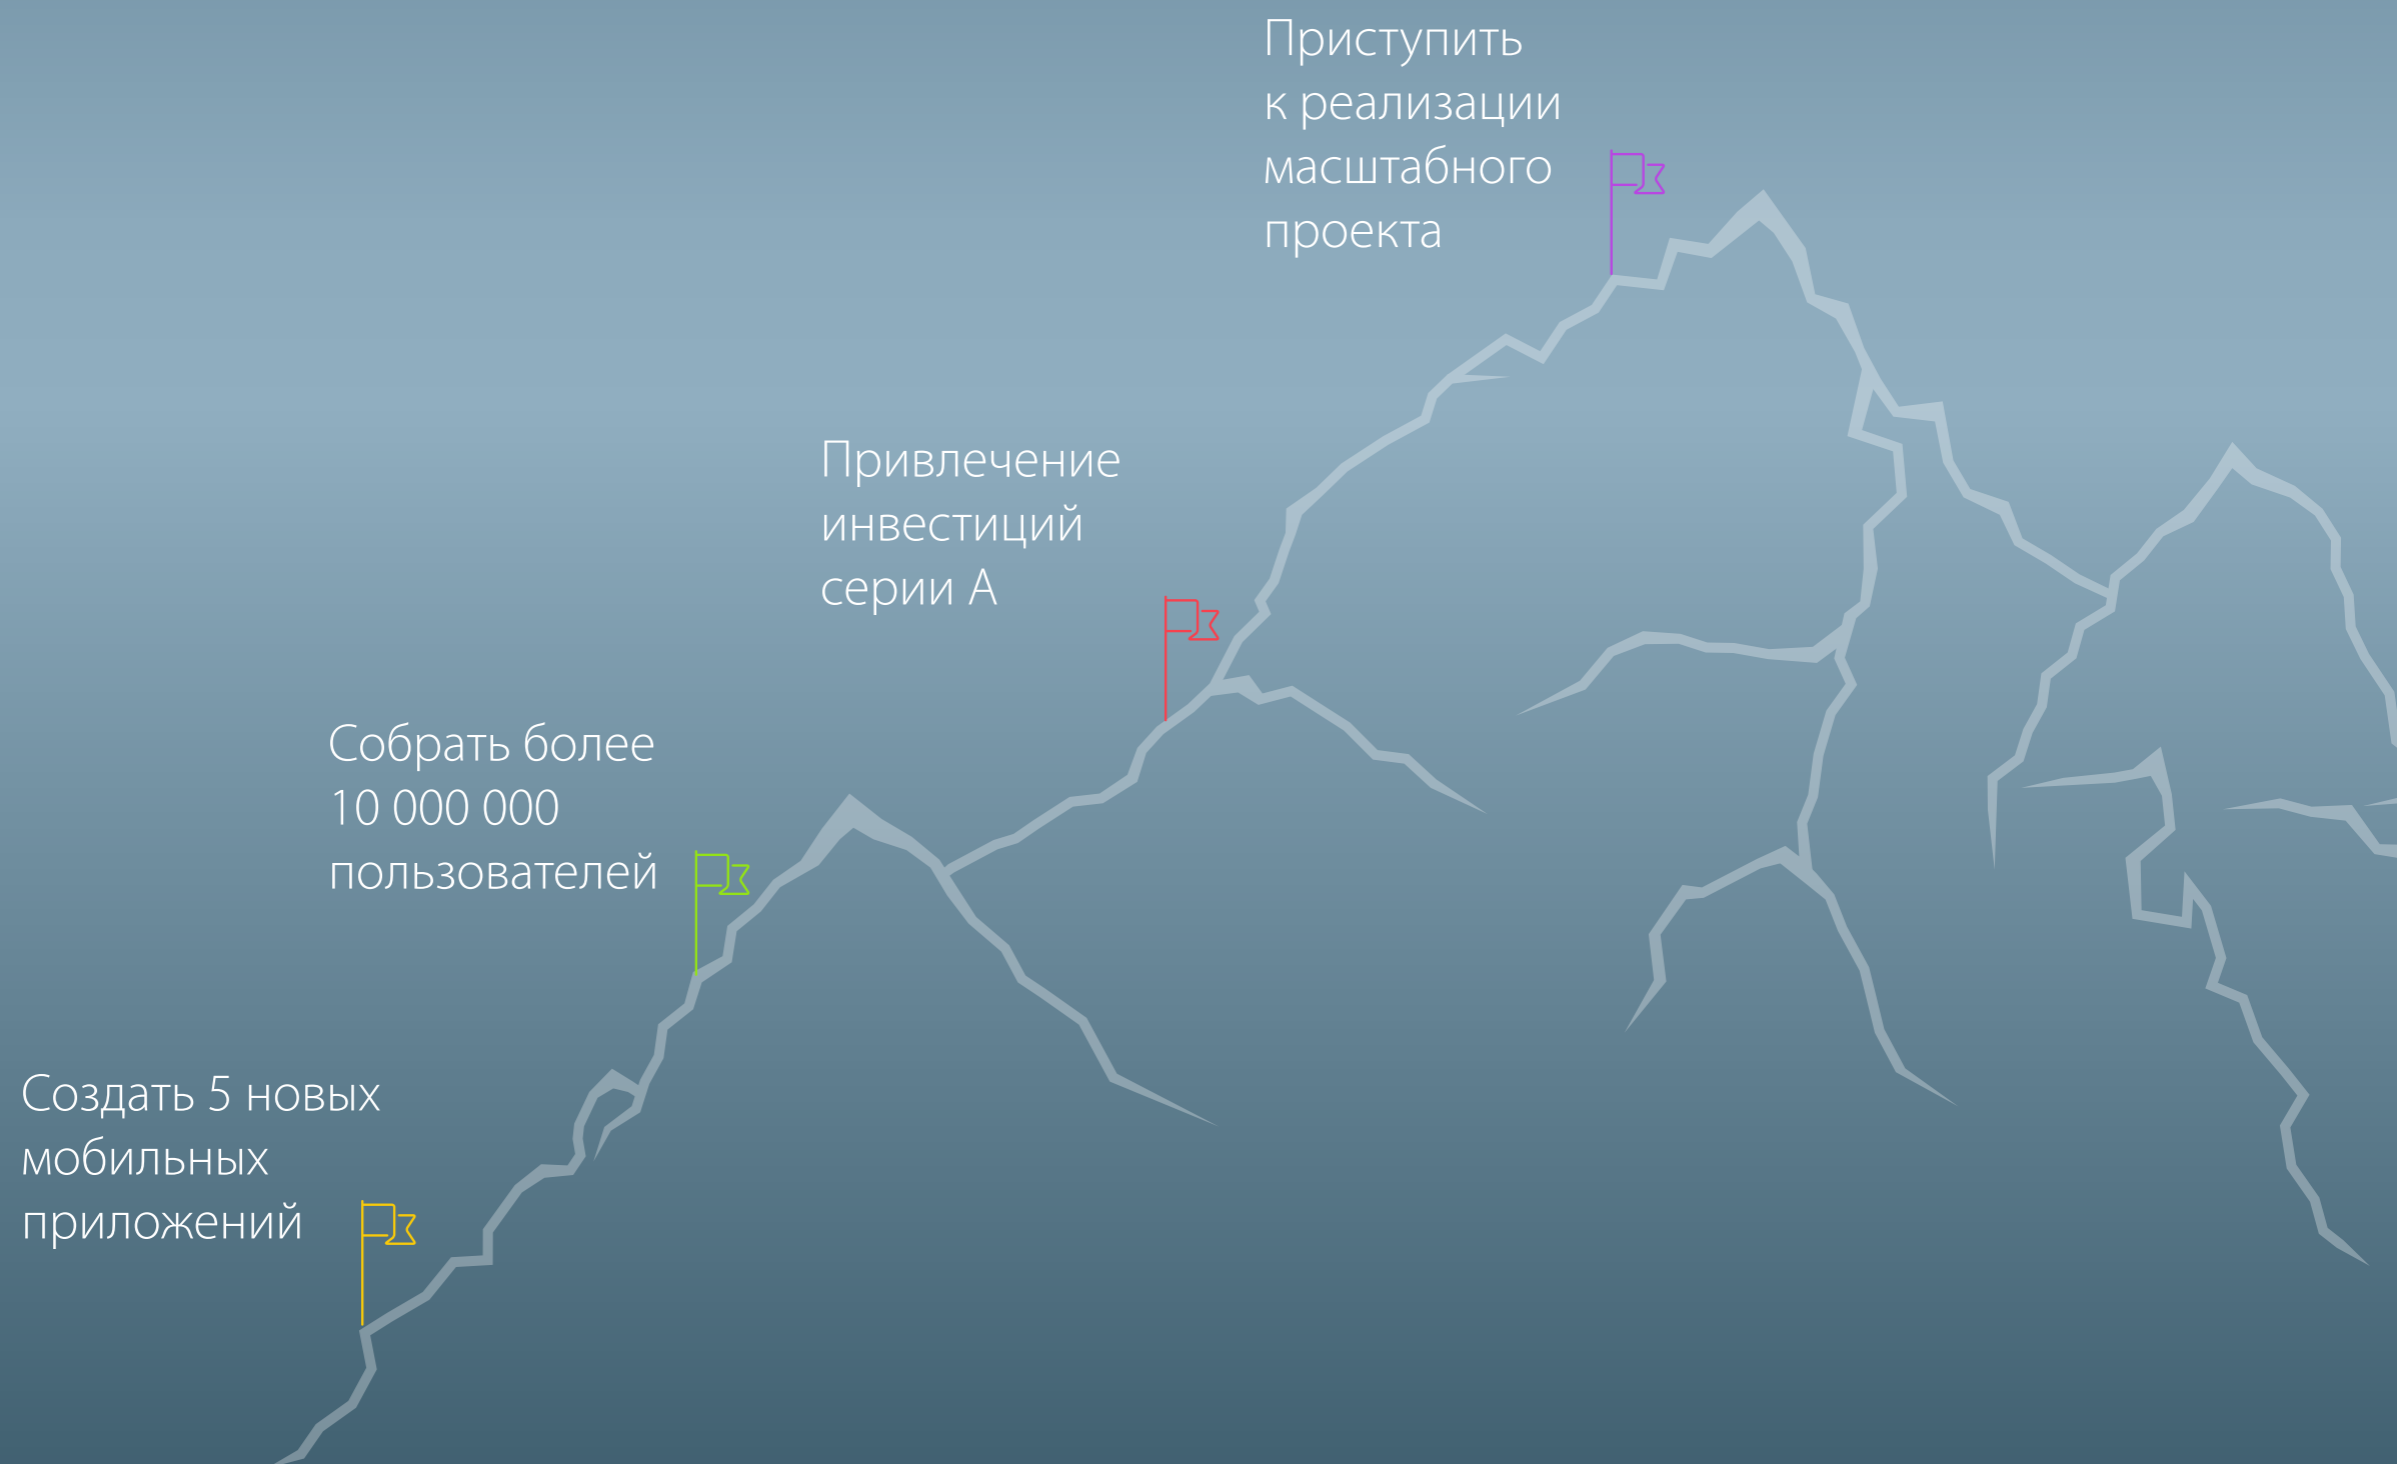 Приступить
к реализации
масштабного
проекта
Привлечение
инвестиций
серии А
Собрать более
10 000 000
пользователей
Создать 5 новых
мобильных
приложений